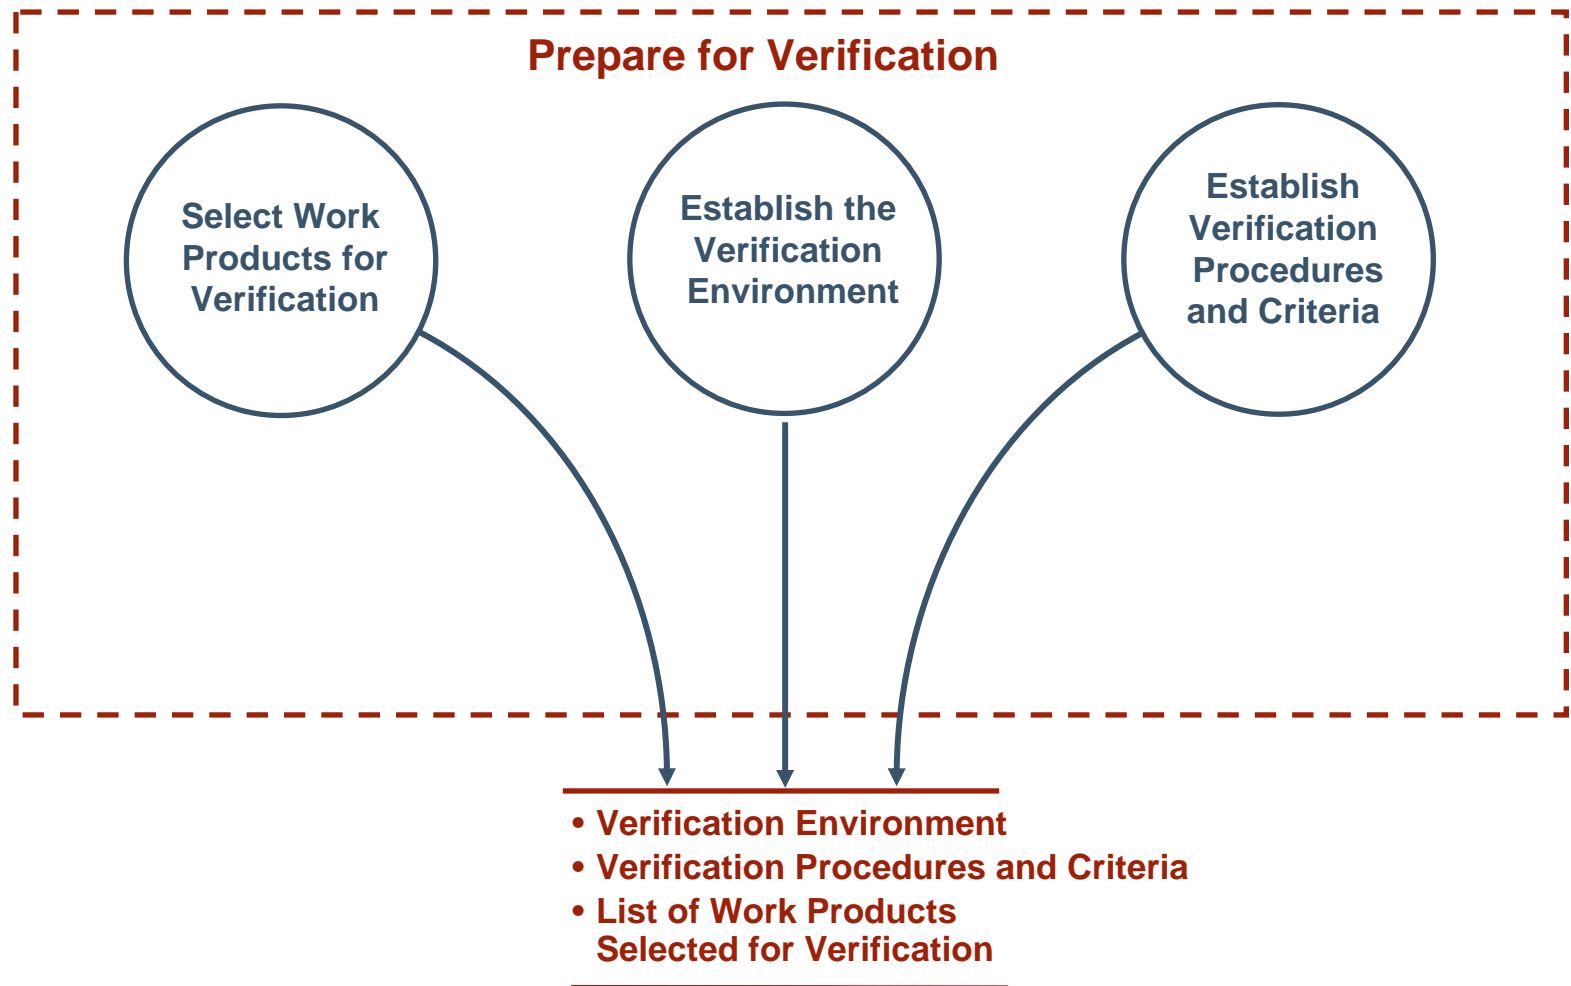 Prepare for Verification
Select Work
Products for
Verification
Establish the
Verification
Environment
Establish
Verification
Procedures
and Criteria
• Verification Environment
• Verification Procedures and Criteria
• List of Work Products
Selected for Verification